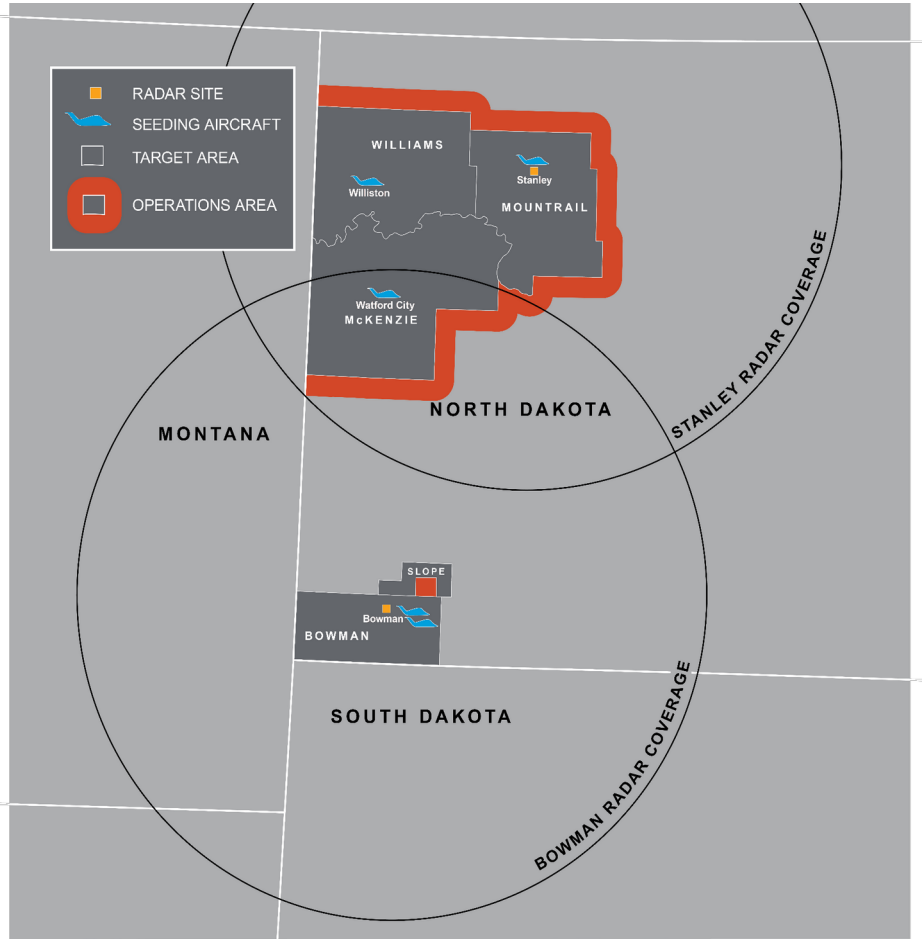 RADAR SITE
SEEDING AIRCRAFT
TARGET AREA
OPERATIONS AREA
WILLIAMS
Williston
Stanley
MOUNTRAIL
Watford City
McKENZIE
STANLEY RADAR COVERAGE
NORTH DAKOTA
MONTANA
SLOPE
Bowman
BOWMAN
SOUTH DAKOTA
BOWMAN RADAR COVERAGE